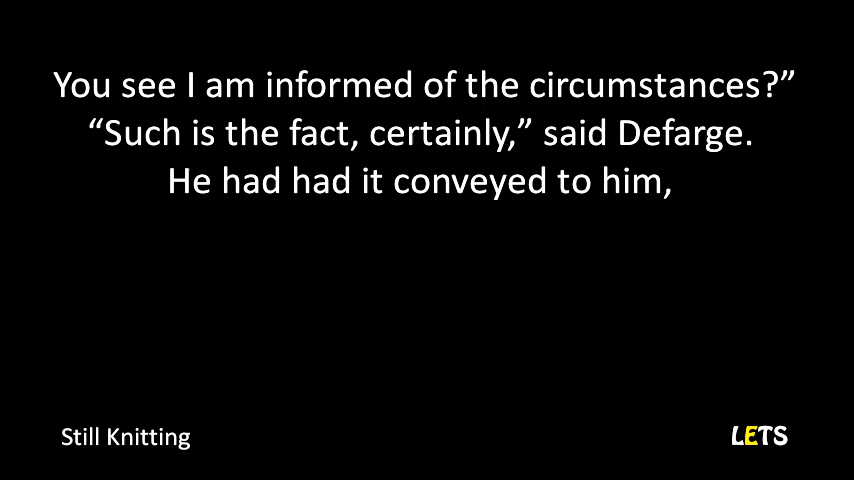 You see I am informed of the circumstances?”
“Such is the fact, certainly,” said Defarge.
He had had it conveyed to him,
Still Knitting
LETS